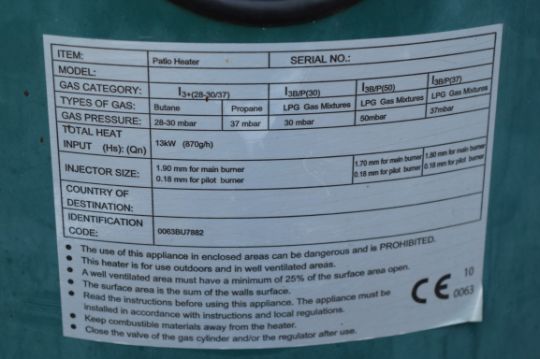 ITEM: Patio Heater SERIAL NO.:
MODEL:
GAS CATEGORY: I3+(28-30/37) I3B/P(30) I3B/P(50) I3B/P(37)
TYPES OF GAS: Butane Propane LPG Gas Mixtures LPG Gas Mixtures LPG Gas Mixtures
GAS PRESSURE: 28-30 mbar 37 mbar 30 mbar 50mbar 37mbar
TOTAL HEAT
INPUT (Hs): (Qn) 13kW (870g/h)
INJECTOR SIZE: 1.90 mm for main burner 1.70 mm for main burner 1.80 mm for main burner
0.18 mm for pilot burner 0.18 mm for pilot burner 0.18 mm for pilot burner
COUNTRY OF
DESTINATION:
IDENTIFICATION
CODE: 0063BU7882
• The use of this appliance in enclosed areas can be dangerous and is PROHIBITED.
• This heater is for use outdoors and in well ventilated areas.
• A well ventilated area must have a minimum of 25% of the surface area open.
• The surface area is the sum of the walls surface.
• Read the instructions before using this appliance. The appliance must be
installed in accordance with instructions and local regulations.
• Keep combustible materials away from the heater.
• Close the valve of the gas cylinder and/or the regulator after use.
CE 10
0063